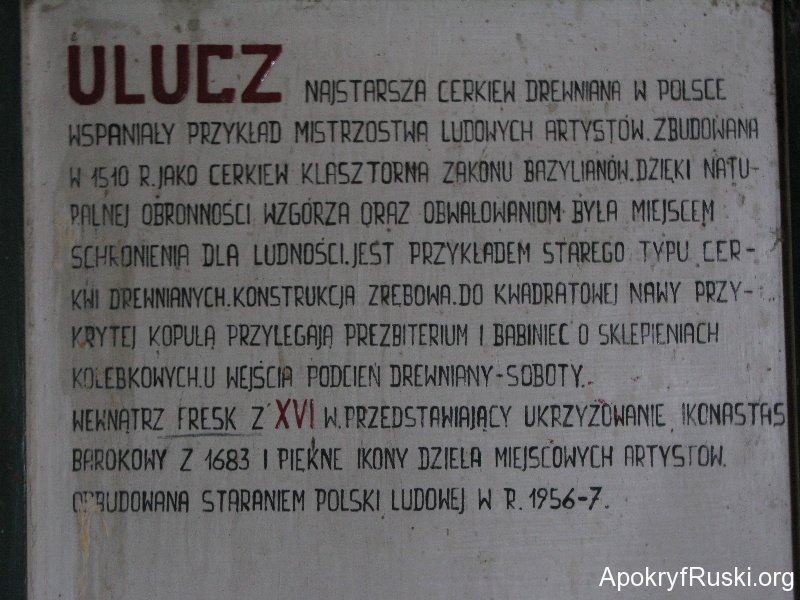 ULUCZ NAJSTARSZA CERKIEW DREWNIANA W POLSCE
WSPANIAŁY PRZYKŁAD MISTRZOSTWA LUDOWYCH ARTYSTÓW. ZBUDOWANA
W 1510 R. JAKO CERKIEW KLASZTORNA ZAKONU BAZYLIANÓW. DZIĘKI NATU-
RALNEJ OBRONNOŚCI WZGÓRZA ORAZ OBWAŁOWANIOM BYŁA MIEJSCEM
SCHRONIENIA DLA LUDNOŚCI. JEST PRZYKŁADEM STAREGO TYPU CER-
KWI DREWNIANYCH. KONSTRUKCJA ZRĘBOWA. DO KWADRATOWEJ NAWY PRZY-
KRYTEJ KOPUŁĄ PRZYLEGAJĄ PREZBITERIUM I BABINIEC O SKLEPIENIACH
KOLEBKOWYCH. U WEJŚCIA PODCIEŃ DREWNIANY-SOBOTY.
WEWNĄTRZ FRESK Z XVI W. PRZEDSTAWIAJĄCY UKRZYŻOWANIE, IKONASTAS
BAROKOWY Z 1683 I PIĘKNE IKONY DZIEŁA MIEJSCOWYCH ARTYSTÓW.
ODBUDOWANA STARANIEM POLSKI LUDOWEJ W R. 1956-7.
ApokryfRuski.org